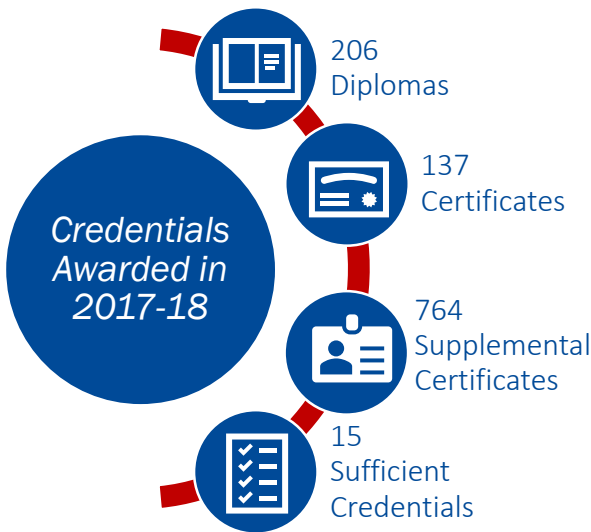 206
Diplomas
137
Certificates
Credentials
Awarded in
2017-18
764
Supplemental
Certificates
15
Sufficient
Credentials